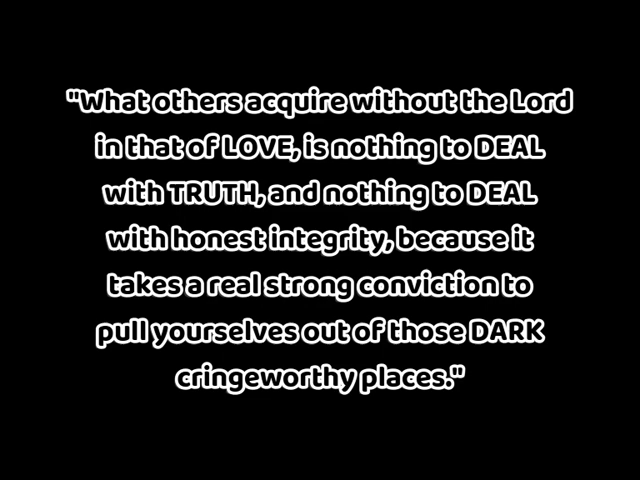 "What others acquire without the Lord
in that of LOVE, is nothing to DEAL
with TRUTH, and nothing to DEAL
with honest integrity, because it
takes a real strong conviction to
pull yourselves out of those DARK
cringeworthy places."